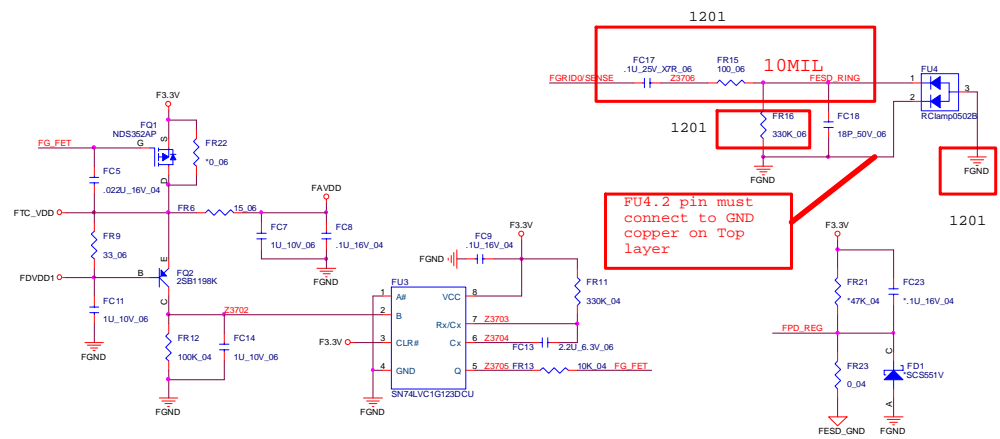 1201
FC17
.1U_25V_X7R_06
FGRID0/SENSE
Z3706
FR15
100_06
10MIL
FESD_RING
FU4
1
2
3
RClamp0502B
1201
FR16
330K_06
FC18
18P_50V_06
FGND
FGND
1201
FU4.2 pin must
connect to GND
copper on Top
layer
F3.3V
FQ1
NDS352AP
FG_FET
G
S
D
FR22
*0_06
FC5
.022U_16V_04
FTC_VDD
FR6
15_06
FAVDD
FR9
33_06
FC7
1U_10V_06
FC8
.1U_16V_04
FGND
FDVDD1
B
E
C
FQ2
2SB1198K
FC11
1U_10V_06
FGND
Z3702
FR12
100K_04
FC14
1U_10V_06
FGND
F3.3V
FC9
.1U_16V_04
FGND
FU3
1
A#
VCC
8
2
B
Rx/Cx
7
Z3703
F3.3V
3
CLR#
Cx
6
Z3704
4
GND
Q
5
Z3705
SN74LVC1G123DCU
FR11
330K_04
FC13
2.2U_6.3V_06
FR13
10K_04
FG_FET
FGND
F3.3V
FR21
*47K_04
FC23
*.1U_16V_04
FPD_REG
FR23
0_04
C
FD1
*SCS551V
A
FESD_GND
FGND